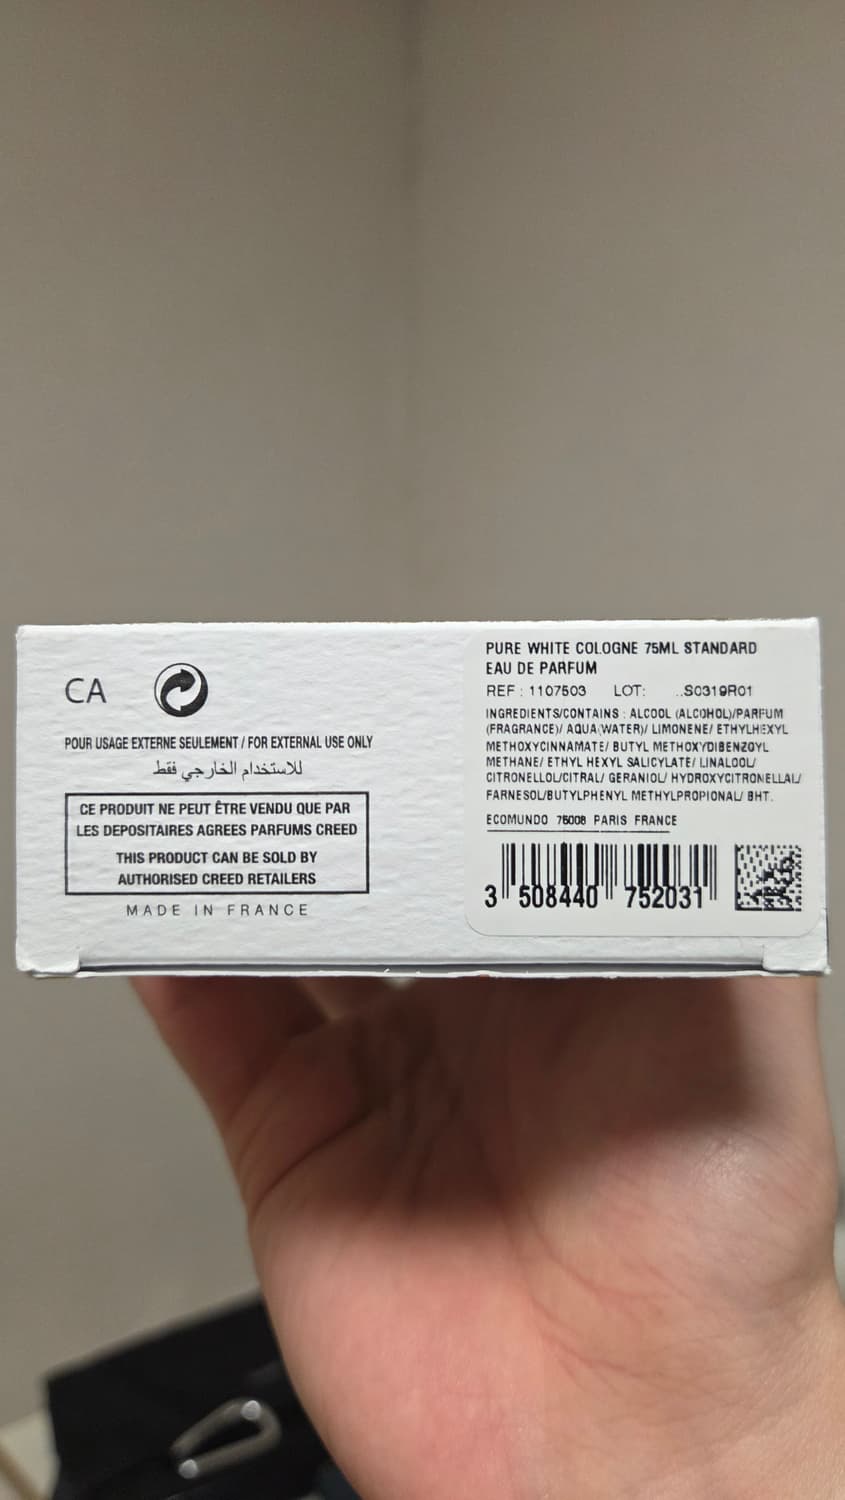 CA
POUR USAGE EXTERNE SEULEMENT / FOR EXTERNAL USE ONLY
للاستخدام الخارجي فقط
CE PRODUIT NE PEUT ÊTRE VENDU QUE PAR
LES DEPOSITAIRES AGREES PARFUMS CREED
THIS PRODUCT CAN BE SOLD BY
AUTHORISED CREED RETAILERS
MADE IN FRANCE
PURE WHITE COLOGNE 75ML STANDARD
EAU DE PARFUM
REF : 1107503 LOT: ..S0319R01
INGREDIENTS/CONTAINS : ALCOOL (ALCOHOL)/PARFUM
(FRAGRANCE)/ AQUA(WATER)/ LIMONENE/ ETHYLHEXYL
METHOXYCINNAMATE/ BUTYL METHOXYDIBENZOYL
METHANE/ ETHYL HEXYL SALICYLATE/ LINALOOL/
CITRONELLOL/CITRAL/ GERANIOL/ HYDROXYCITRONELLAL/
FARNESOL/BUTYLPHENYL METHYLPROPIONAL/ BHT.
ECOMUNDO 75008 PARIS FRANCE
3 508440 752031